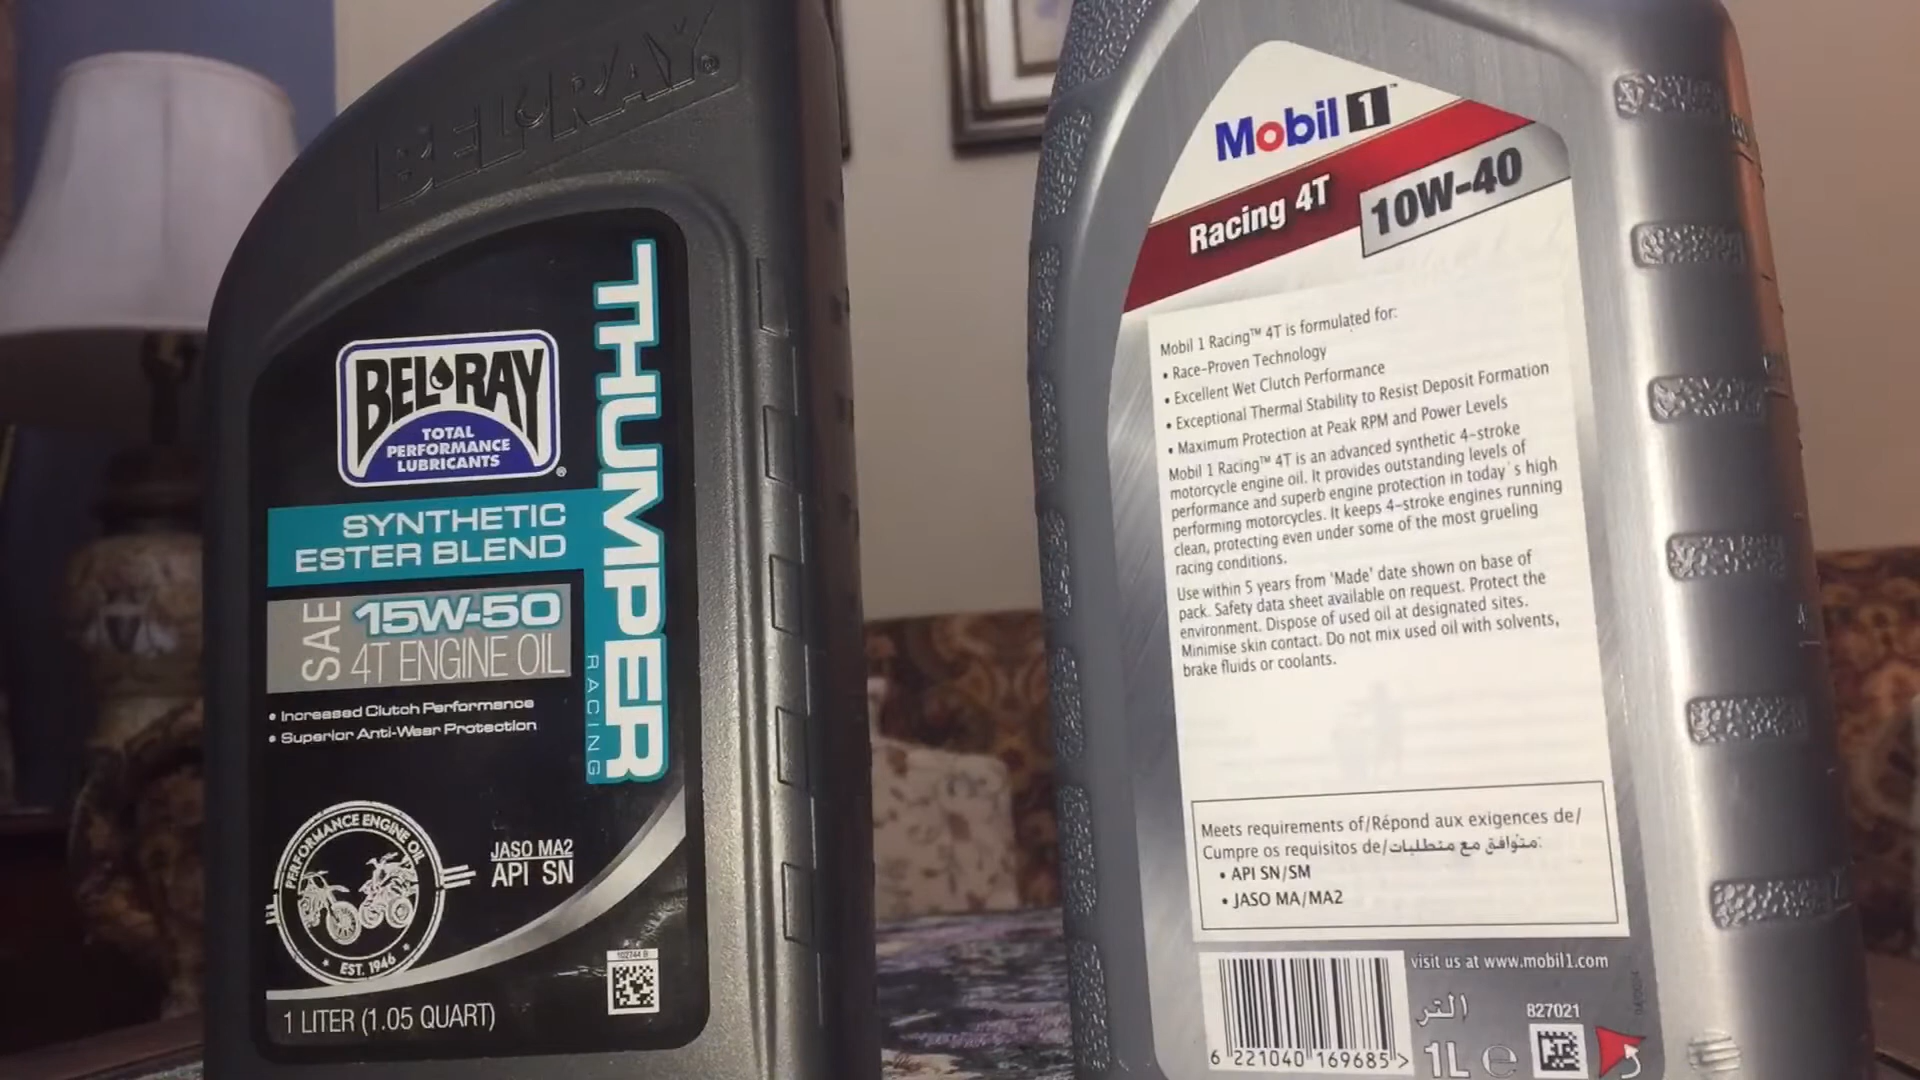 BEL-RAY®
BEL RAY
TOTAL
PERFORMANCE
LUBRICANTS
®
THUMPER
RACING
SYNTHETIC
ESTER BLEND
SAE
15W-50
4T ENGINE OIL
• Increased Clutch Performance
• Superior Anti-Wear Protection
PERFORMANCE ENGINE OIL
EST. 1946
JASO MA2
API SN
102744 B
1 LITER (1.05 QUART)
Mobil 1™
Racing 4T
10W-40
Mobil 1 Racing™ 4T is formulated for:
• Race-Proven Technology
• Excellent Wet Clutch Performance
• Exceptional Thermal Stability to Resist Deposit Formation
• Maximum Protection at Peak RPM and Power Levels
Mobil 1 Racing™ 4T is an advanced synthetic 4-stroke
motorcycle engine oil. It provides outstanding levels of
performance and superb engine protection in today's high
performing motorcycles. It keeps 4-stroke engines running
clean, protecting even under some of the most grueling
racing conditions.
Use within 5 years from 'Made' date shown on base of
pack. Safety data sheet available on request. Protect the
environment. Dispose of used oil at designated sites.
Minimise skin contact. Do not mix used oil with solvents,
brake fluids or coolants.
Meets requirements of/Répond aux exigences de/
Cumpre os requisitos de/متوافق مع متطلبات:
• API SN/SM
• JASO MA/MA2
visit us at www.mobil1.com
التر
827021
1L e
6 221040 169685 >